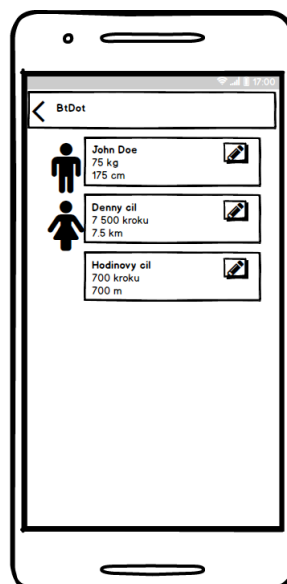 17:00
BtDot
John Doe
75 kg
175 cm
Denny cil
7 500 kroku
7.5 km
Hodinovy cil
700 kroku
700 m